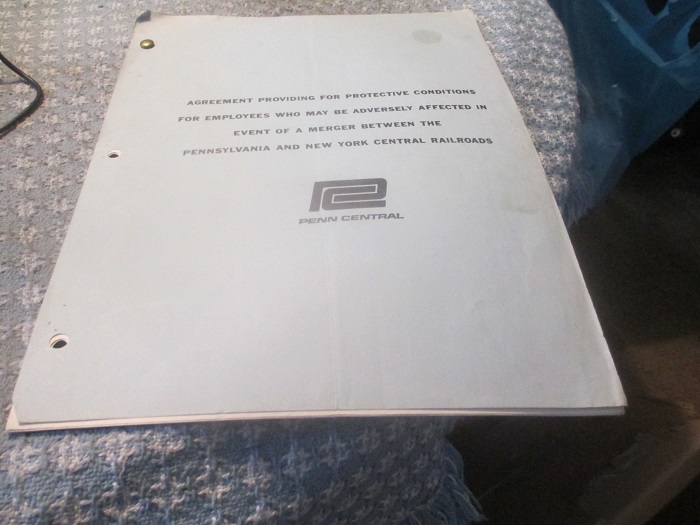 AGREEMENT PROVIDING FOR PROTECTIVE CONDITIONS
FOR EMPLOYEES WHO MAY BE ADVERSELY AFFECTED IN
EVENT OF A MERGER BETWEEN THE
PENNSYLVANIA AND NEW YORK CENTRAL RAILROADS
PC
PENN CENTRAL